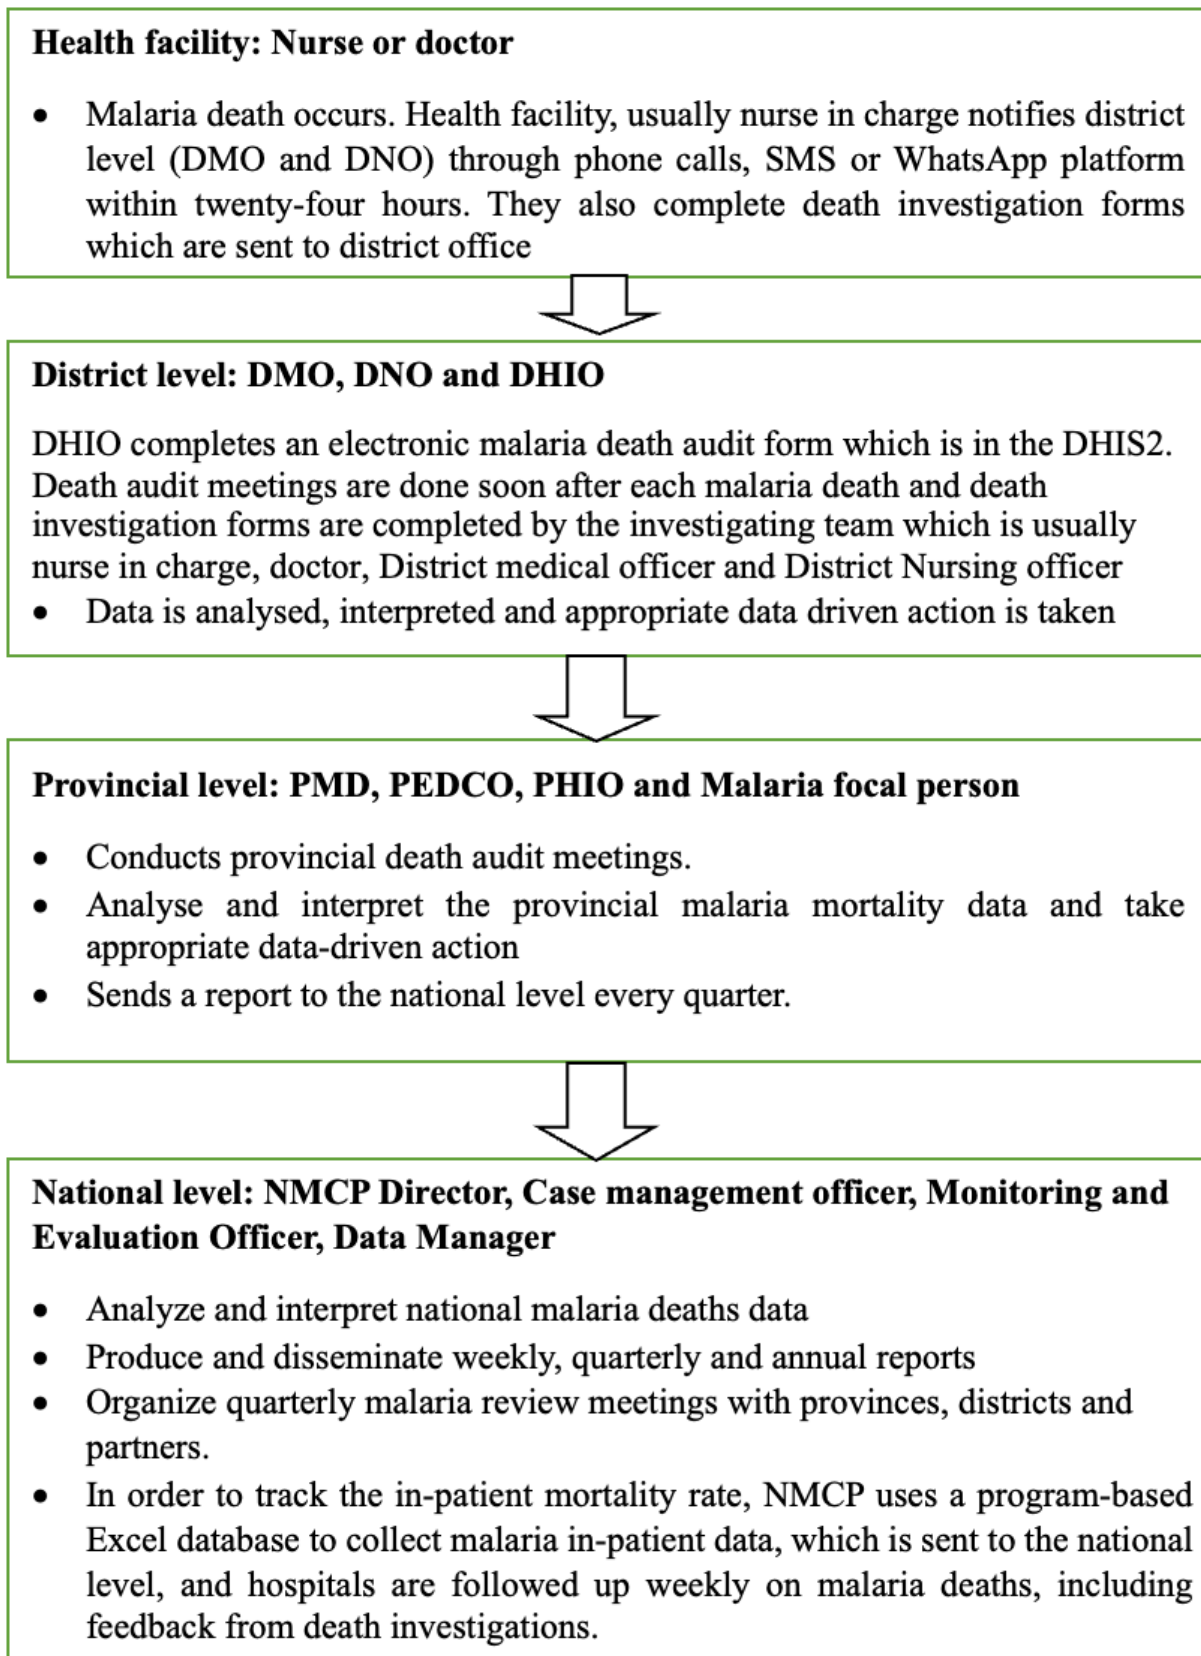 Health facility: Nurse or doctor
• Malaria death occurs. Health facility, usually nurse in charge notifies district
level (DMO and DNO) through phone calls, SMS or WhatsApp platform
within twenty-four hours. They also complete death investigation forms
which are sent to district office
District level: DMO, DNO and DHIO
DHIO completes an electronic malaria death audit form which is in the DHIS2.
Death audit meetings are done soon after each malaria death and death
investigation forms are completed by the investigating team which is usually
nurse in charge, doctor, District medical officer and District Nursing officer
• Data is analysed, interpreted and appropriate data driven action is taken
Provincial level: PMD, PEDCO, PHIO and Malaria focal person
• Conducts provincial death audit meetings.
• Analyse and interpret the provincial malaria mortality data and take
appropriate data-driven action
• Sends a report to the national level every quarter.
National level: NMCP Director, Case management officer, Monitoring and
Evaluation Officer, Data Manager
• Analyze and interpret national malaria deaths data
• Produce and disseminate weekly, quarterly and annual reports
• Organize quarterly malaria review meetings with provinces, districts and
partners.
• In order to track the in-patient mortality rate, NMCP uses a program-based
Excel database to collect malaria in-patient data, which is sent to the national
level, and hospitals are followed up weekly on malaria deaths, including
feedback from death investigations.